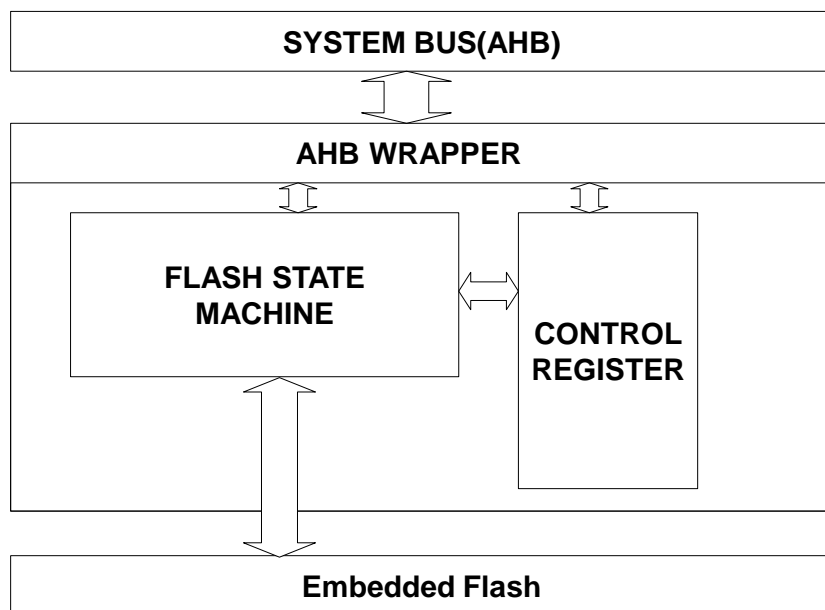 SYSTEM BUS(AHB)
AHB WRAPPER
FLASH STATE
MACHINE
CONTROL
REGISTER
Embedded Flash